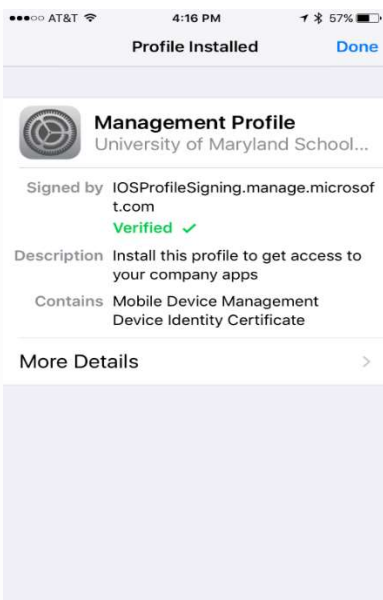 AT&T 4:16 PM 57%
Profile Installed Done
Management Profile
University of Maryland School...
Signed by IOSProfileSigning.manage.microsof
t.com
Verified ✓
Description Install this profile to get access to
your company apps
Contains Mobile Device Management
Device Identity Certificate
More Details